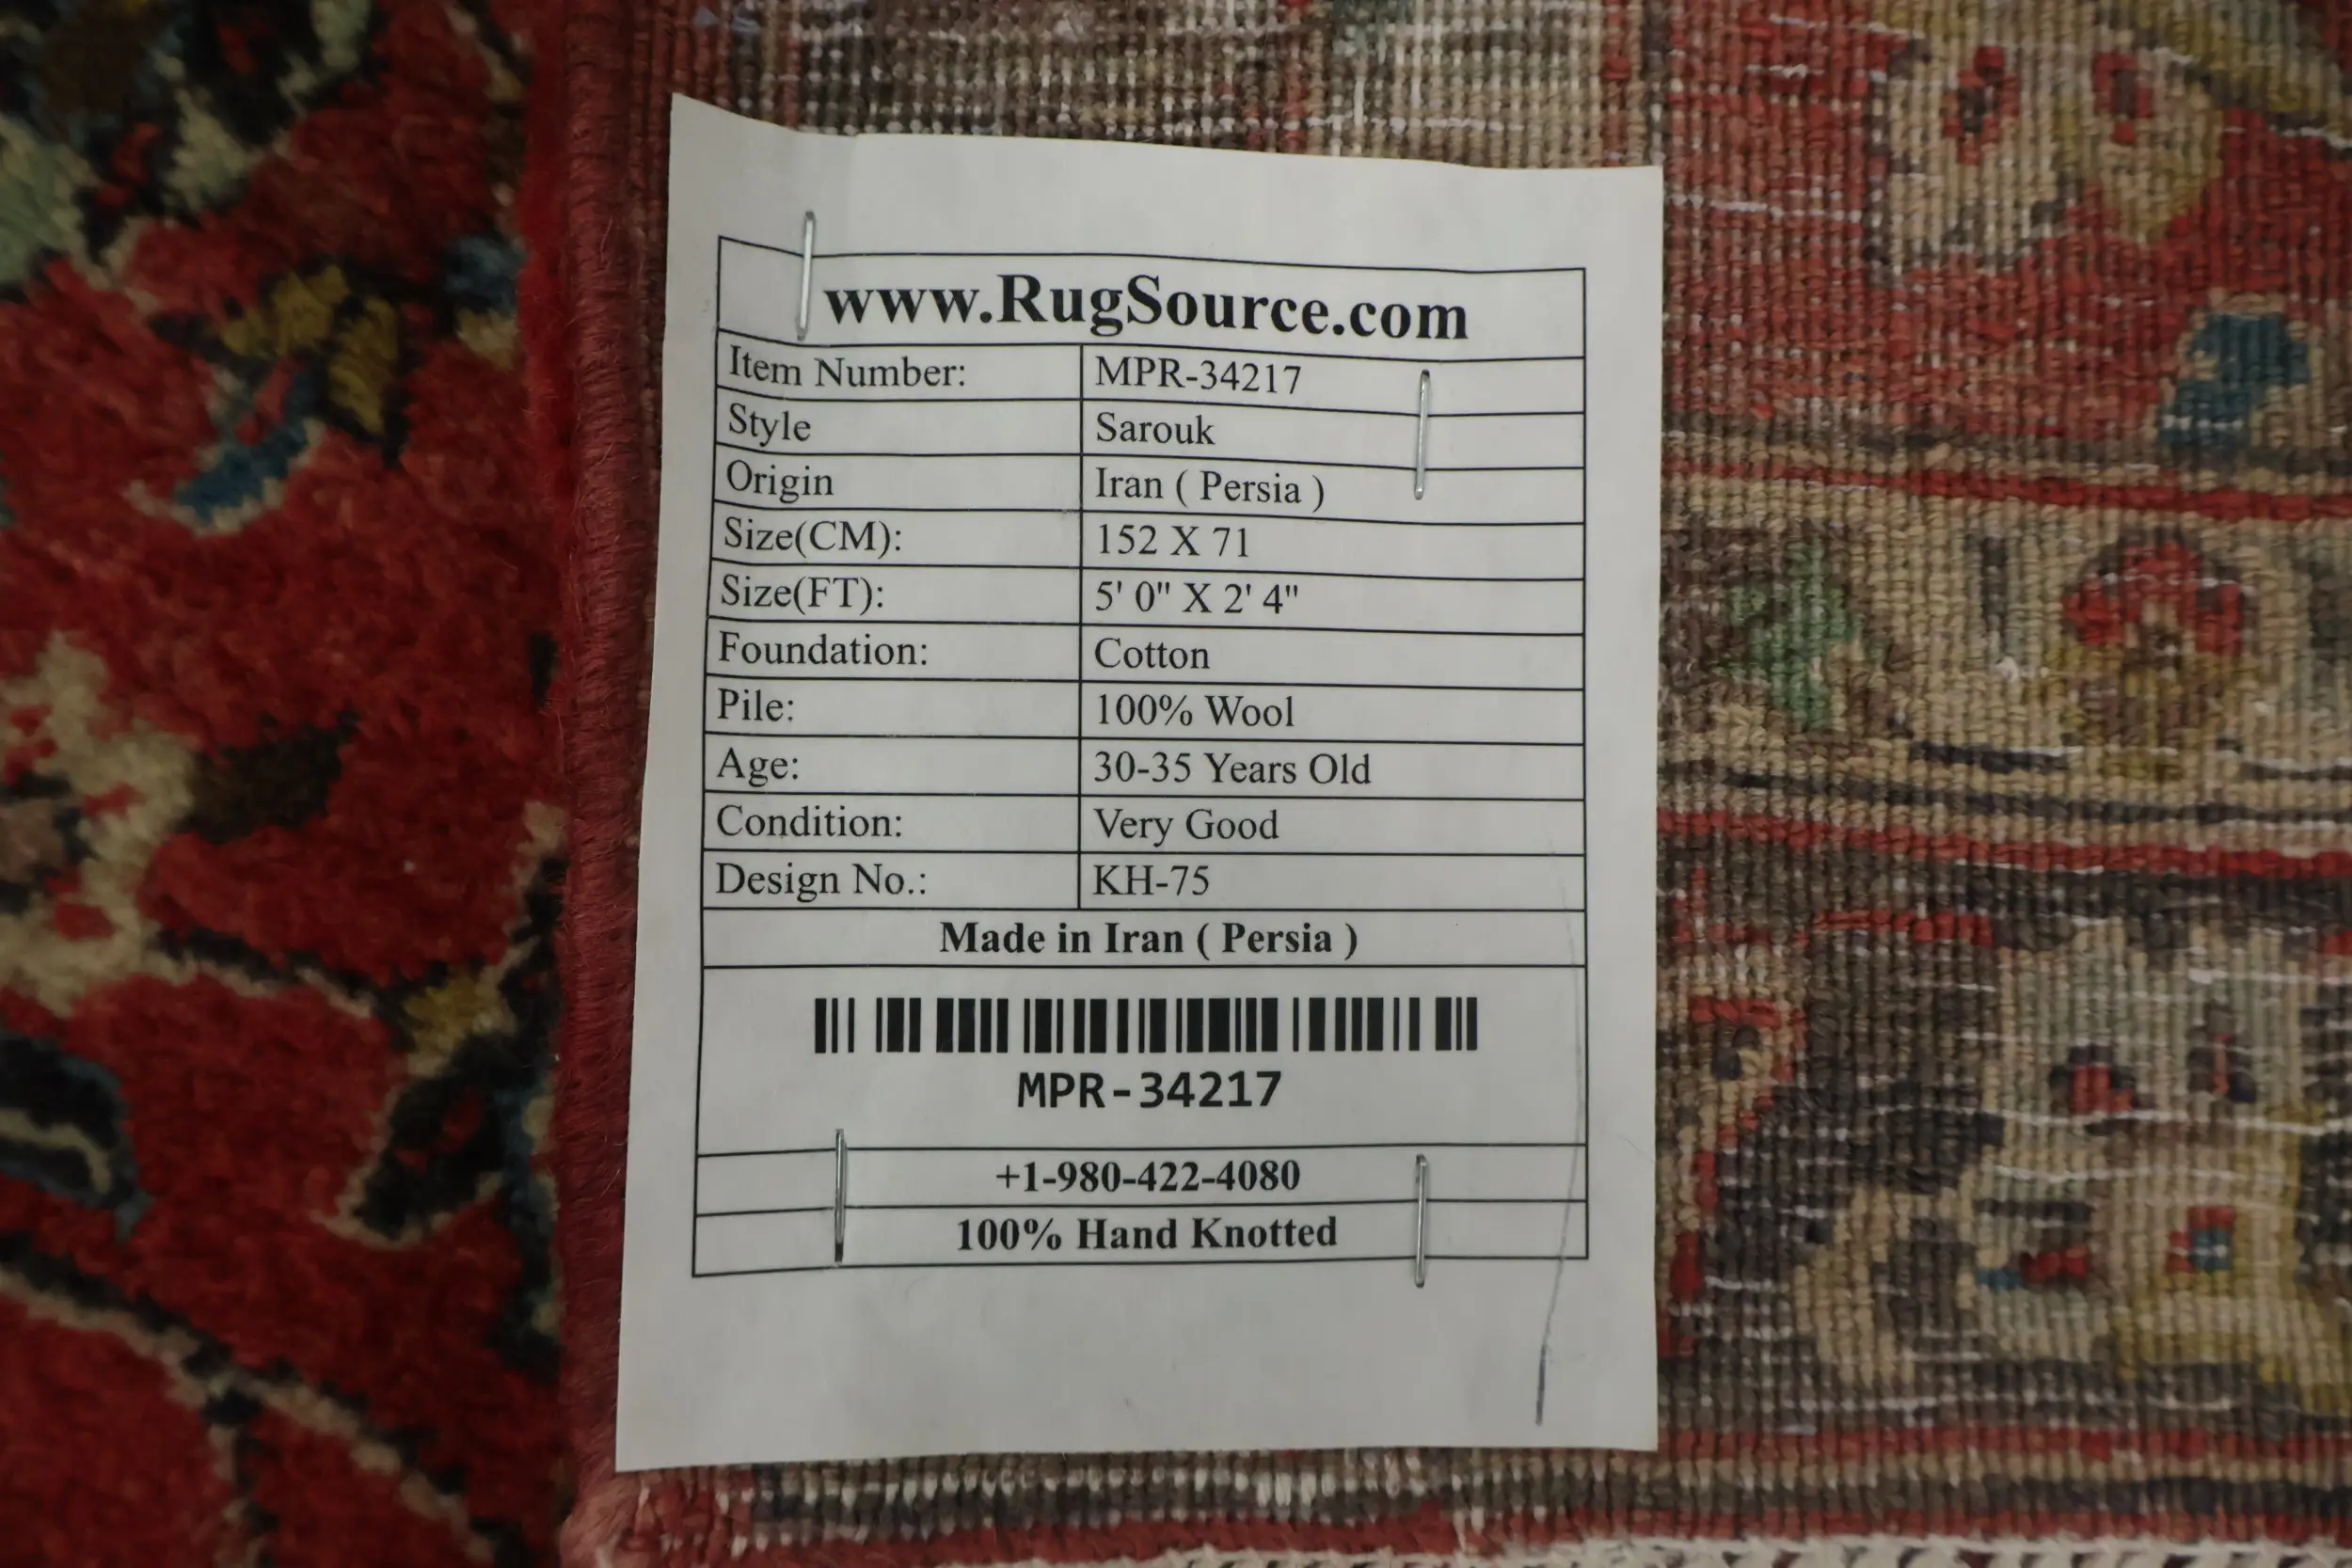 www.RugSource.com
Item Number: MPR-34217
Style Sarouk
Origin Iran ( Persia )
Size(CM): 152 X 71
Size(FT): 5' 0" X 2' 4"
Foundation: Cotton
Pile: 100% Wool
Age: 30-35 Years Old
Condition: Very Good
Design No.: KH-75
Made in Iran ( Persia )
MPR-34217
+1-980-422-4080
100% Hand Knotted